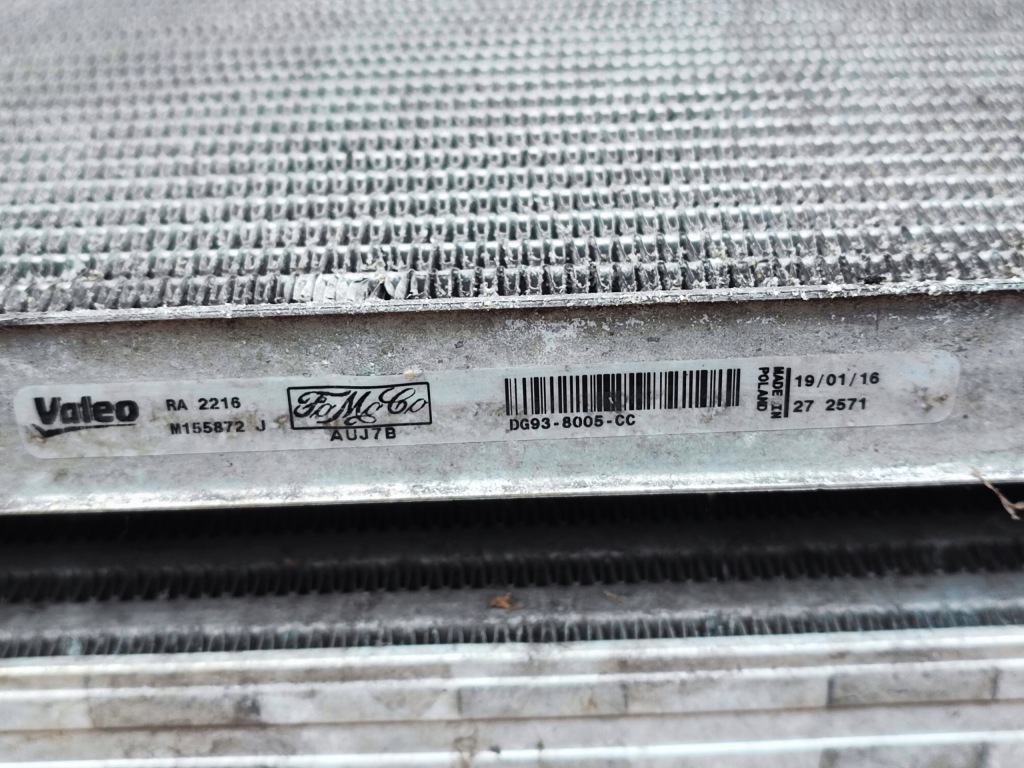 Valeo
RA 2216
M155872 J
FoMoCo
AUJ7B
DG93-8005-CC
MADE IN
POLAND
19/01/16
27 2571